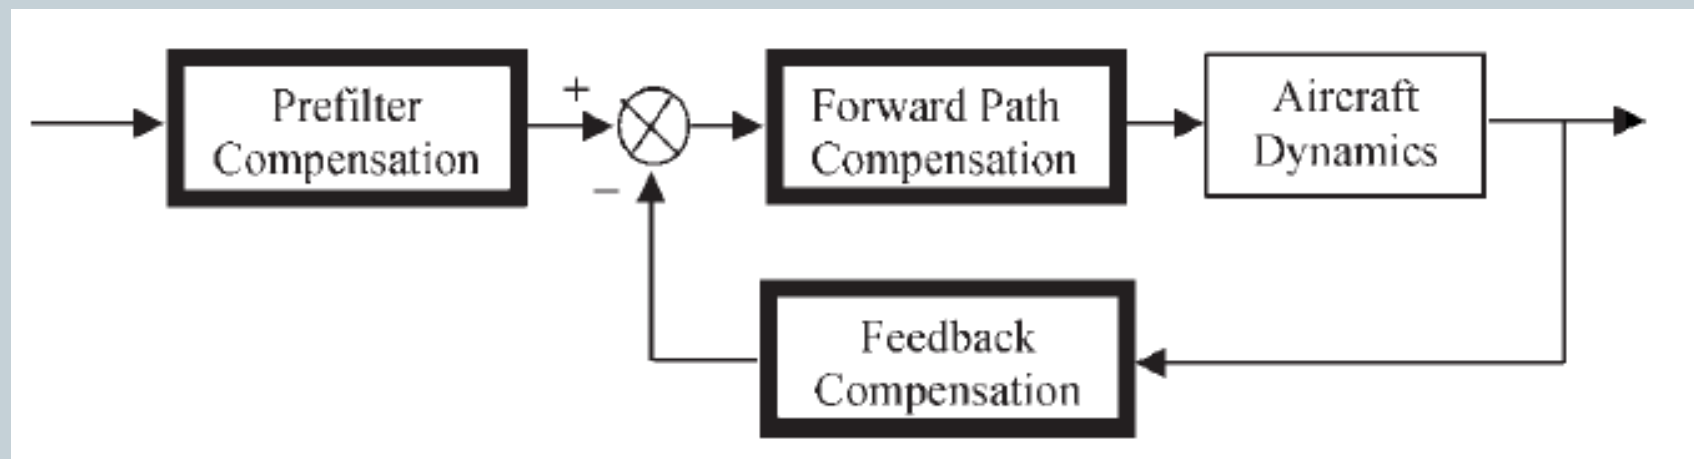 Prefilter
Compensation
+
−
Forward Path
Compensation
Aircraft
Dynamics
Feedback
Compensation